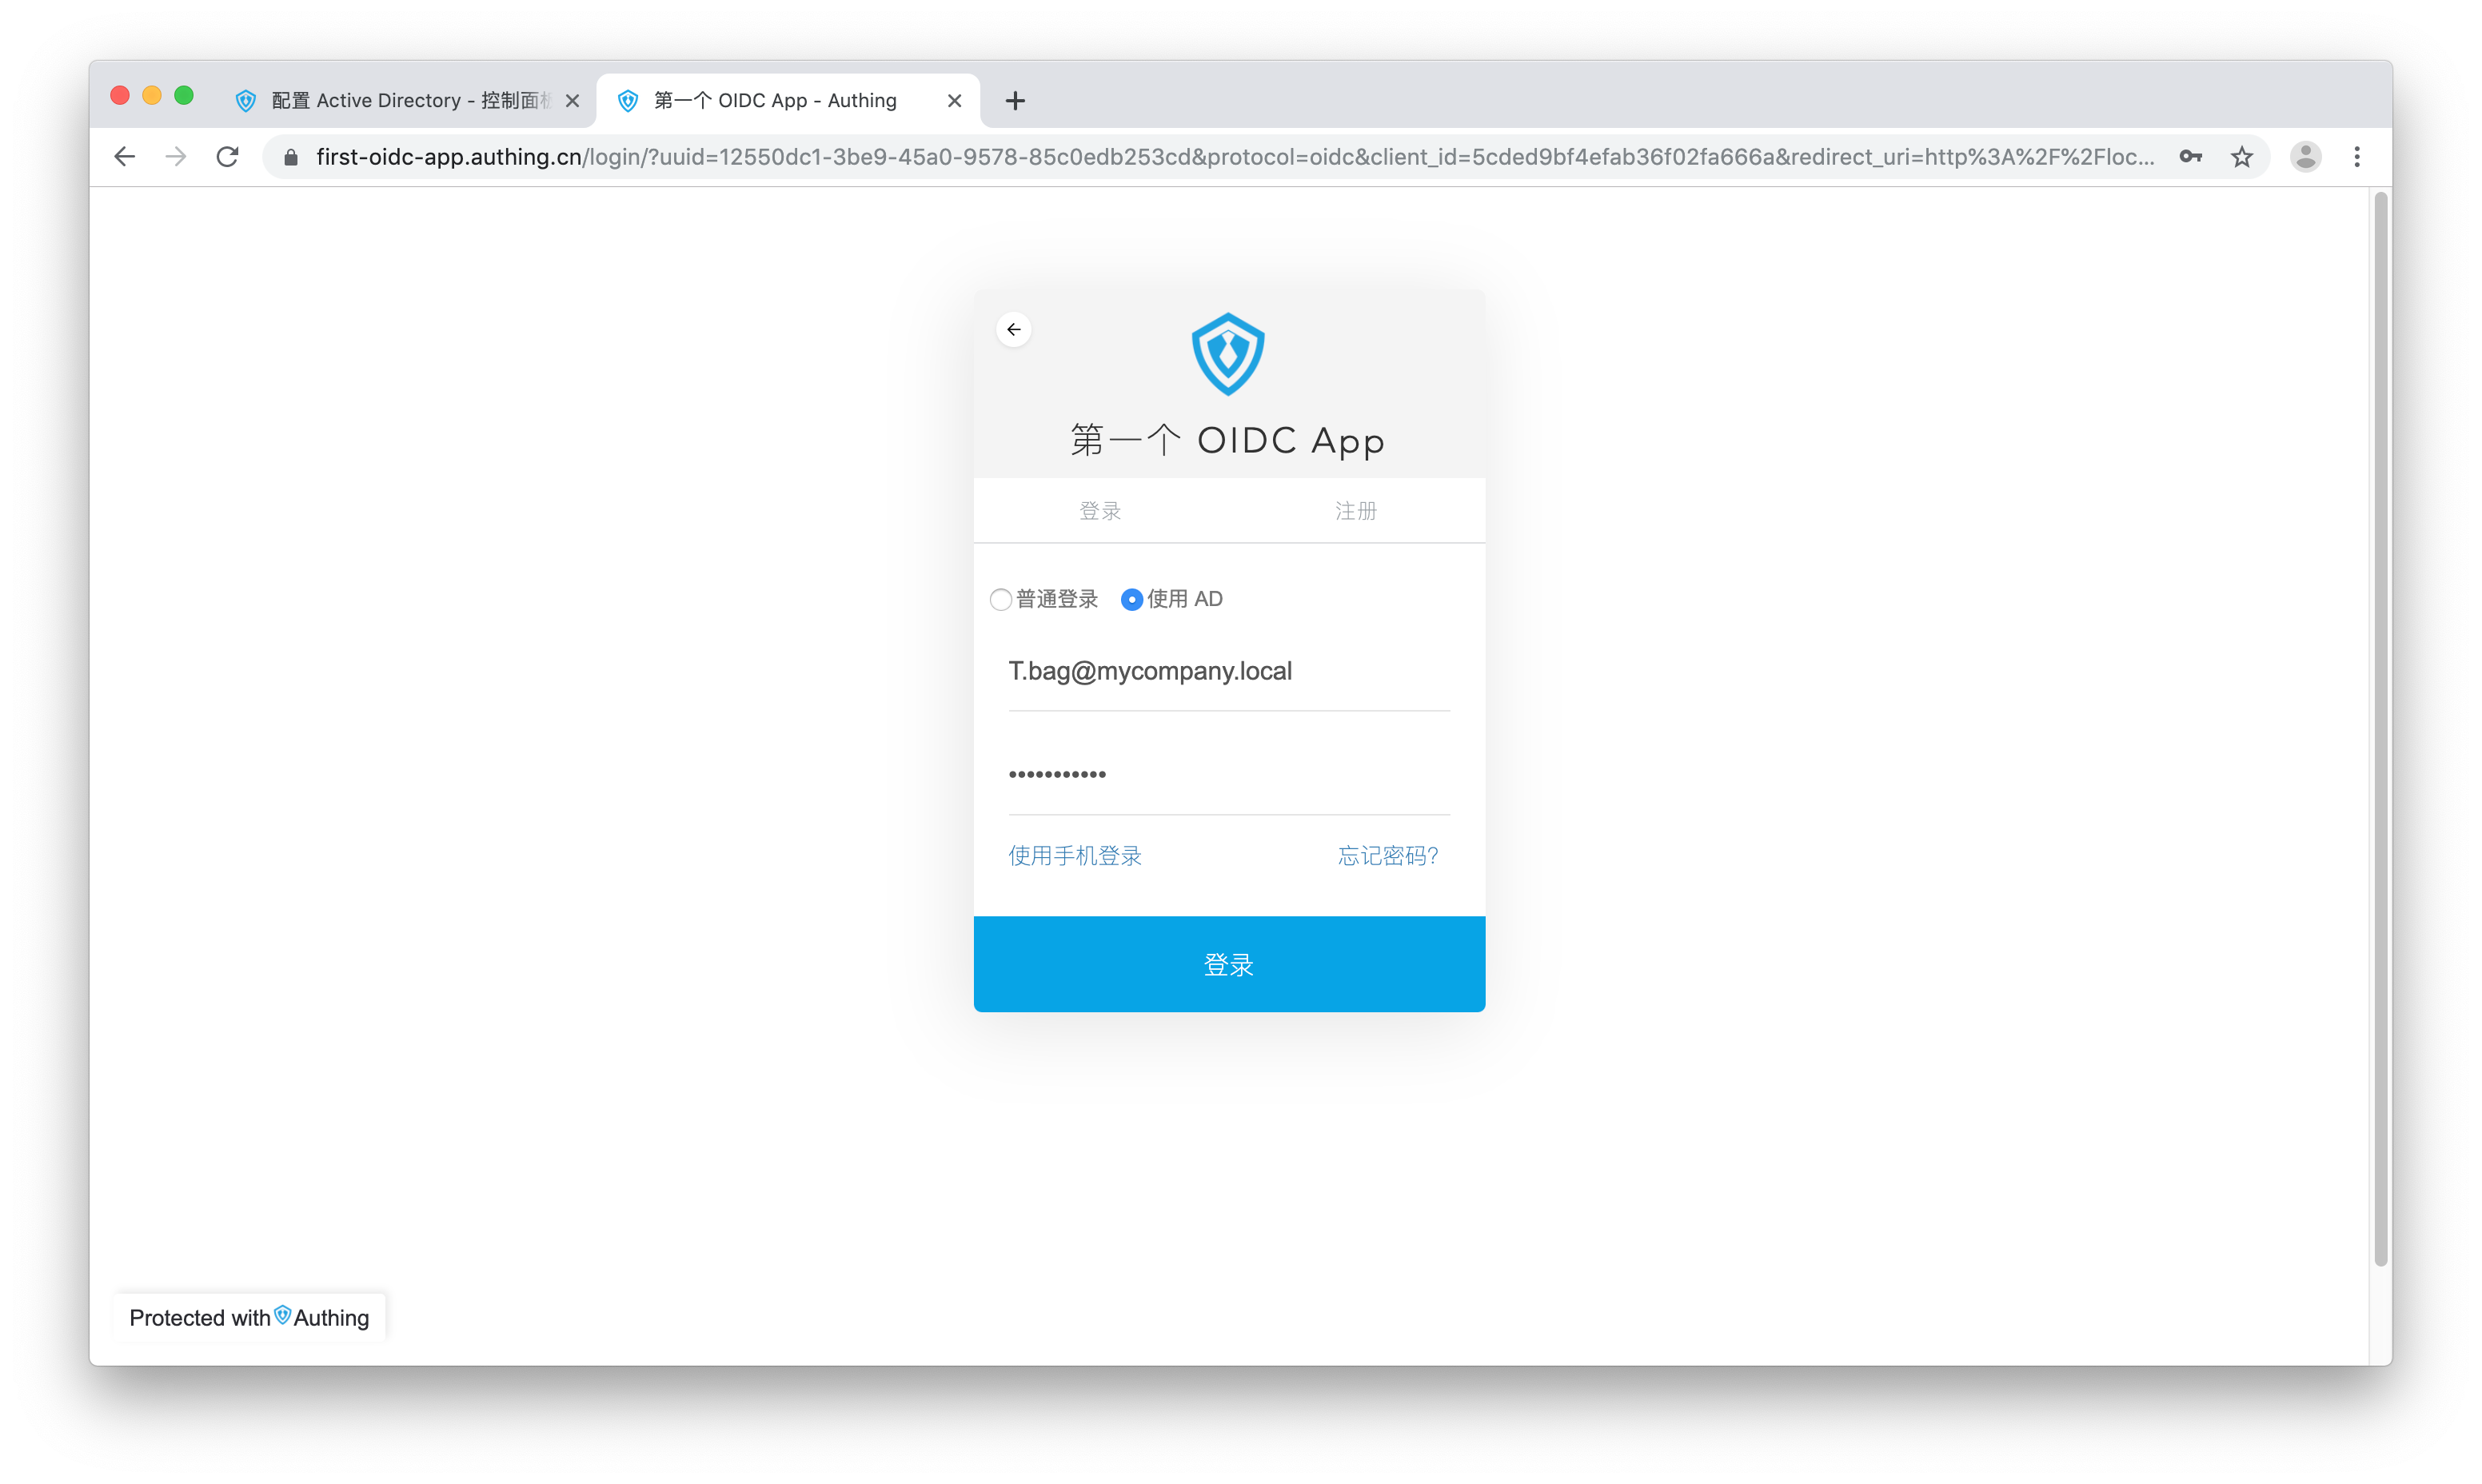 配置 Active Directory - 控制面板
第一个 OIDC App - Authing
first-oidc-app.authing.cn/login/?uuid=12550dc1-3be9-45a0-9578-85c0edb253cd&protocol=oidc&client_id=5cded9bf4efab36f02fa666a&redirect_uri=http%3A%2F%2Floc...
第一个 OIDC App
登录 注册
普通登录 使用 AD
T.bag@mycompany.local
•••••••••••
使用手机登录 忘记密码?
登录
Protected with Authing